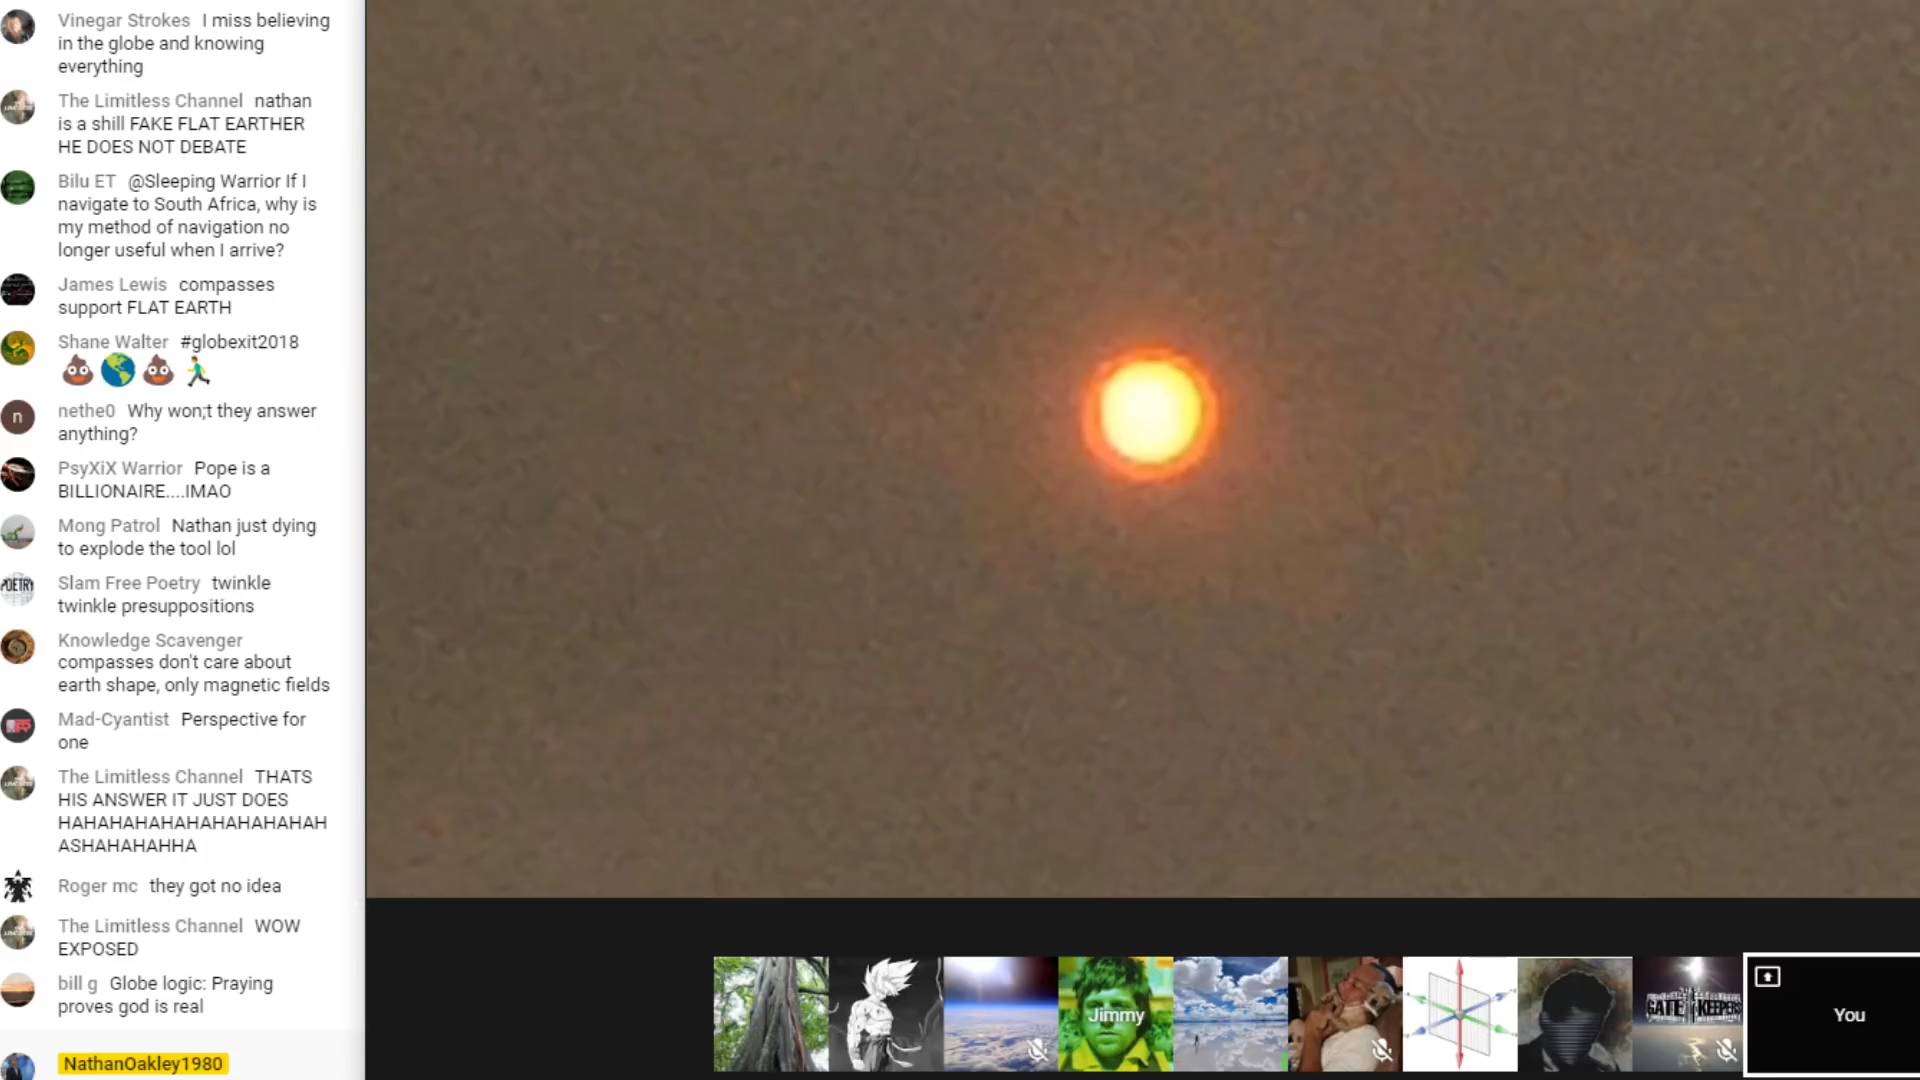 Vinegar Strokes I miss believing
in the globe and knowing
everything
The Limitless Channel nathan
is a shill FAKE FLAT EARTHER
HE DOES NOT DEBATE
Bilu ET @Sleeping Warrior If I
navigate to South Africa, why is
my method of navigation no
longer useful when I arrive?
James Lewis compasses
support FLAT EARTH
Shane Walter #globexit2018
n
nethe0 Why won;t they answer
anything?
PsyXiX Warrior Pope is a
BILLIONAIRE....lMAO
Mong Patrol Nathan just dying
to explode the tool lol
POETRY
Slam Free Poetry twinkle
twinkle presuppositions
Knowledge Scavenger
compasses don't care about
earth shape, only magnetic fields
Mad-Cyantist Perspective for
one
The Limitless Channel THATS
HIS ANSWER IT JUST DOES
HAHAHAHAHAHAHAHAHAHAH
ASHAHAHAHHA
Roger mc they got no idea
The Limitless Channel WOW
EXPOSED
bill g Globe logic: Praying
proves god is real
NathanOakley1980
Jimmy
GATE KEEPERS
You